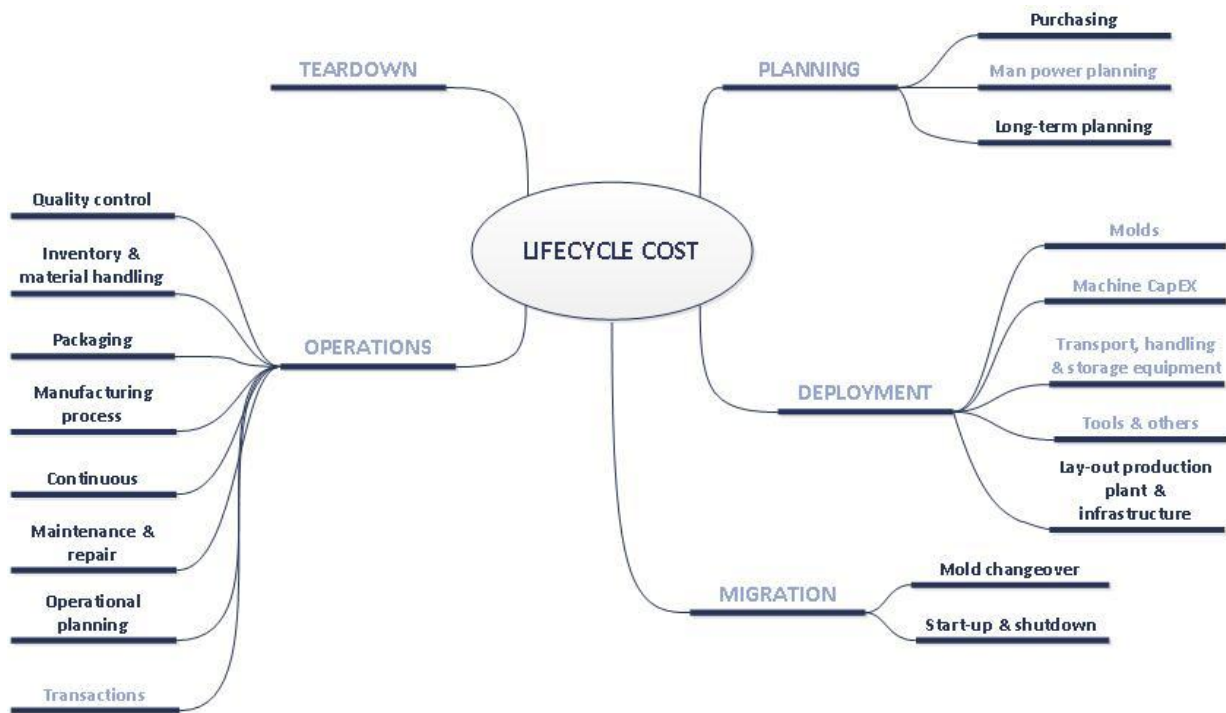 LIFECYCLE COST
PLANNING
Purchasing
Man power planning
Long-term planning
DEPLOYMENT
Molds
Machine CapEX
Transport, handling
& storage equipment
Tools & others
Lay-out production
plant &
infrastructure
MIGRATION
Mold changeover
Start-up & shutdown
OPERATIONS
Quality control
Inventory &
material handling
Packaging
Manufacturing
process
Continuous
Maintenance &
repair
Operational
planning
Transactions
TEARDOWN